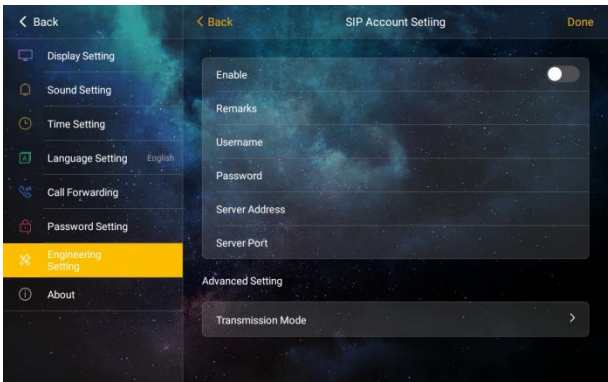 Back
Display Setting
Sound Setting
Time Setting
Language Setting English
Call Forwarding
Password Setting
Engineering
Setting
About
Back SIP Account Setiing Done
Enable
Remarks
Username
Password
Server Address
Server Port
Advanced Setting
Transmission Mode